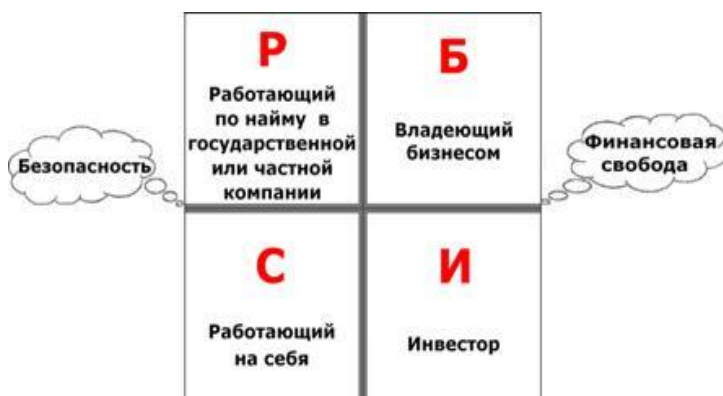 Р
Работающий
по найму в
государственной
или частной
компании
Б
Владеющий
бизнесом
Безопасность
Финансовая
свобода
С
Работающий
на себя
И
Инвестор